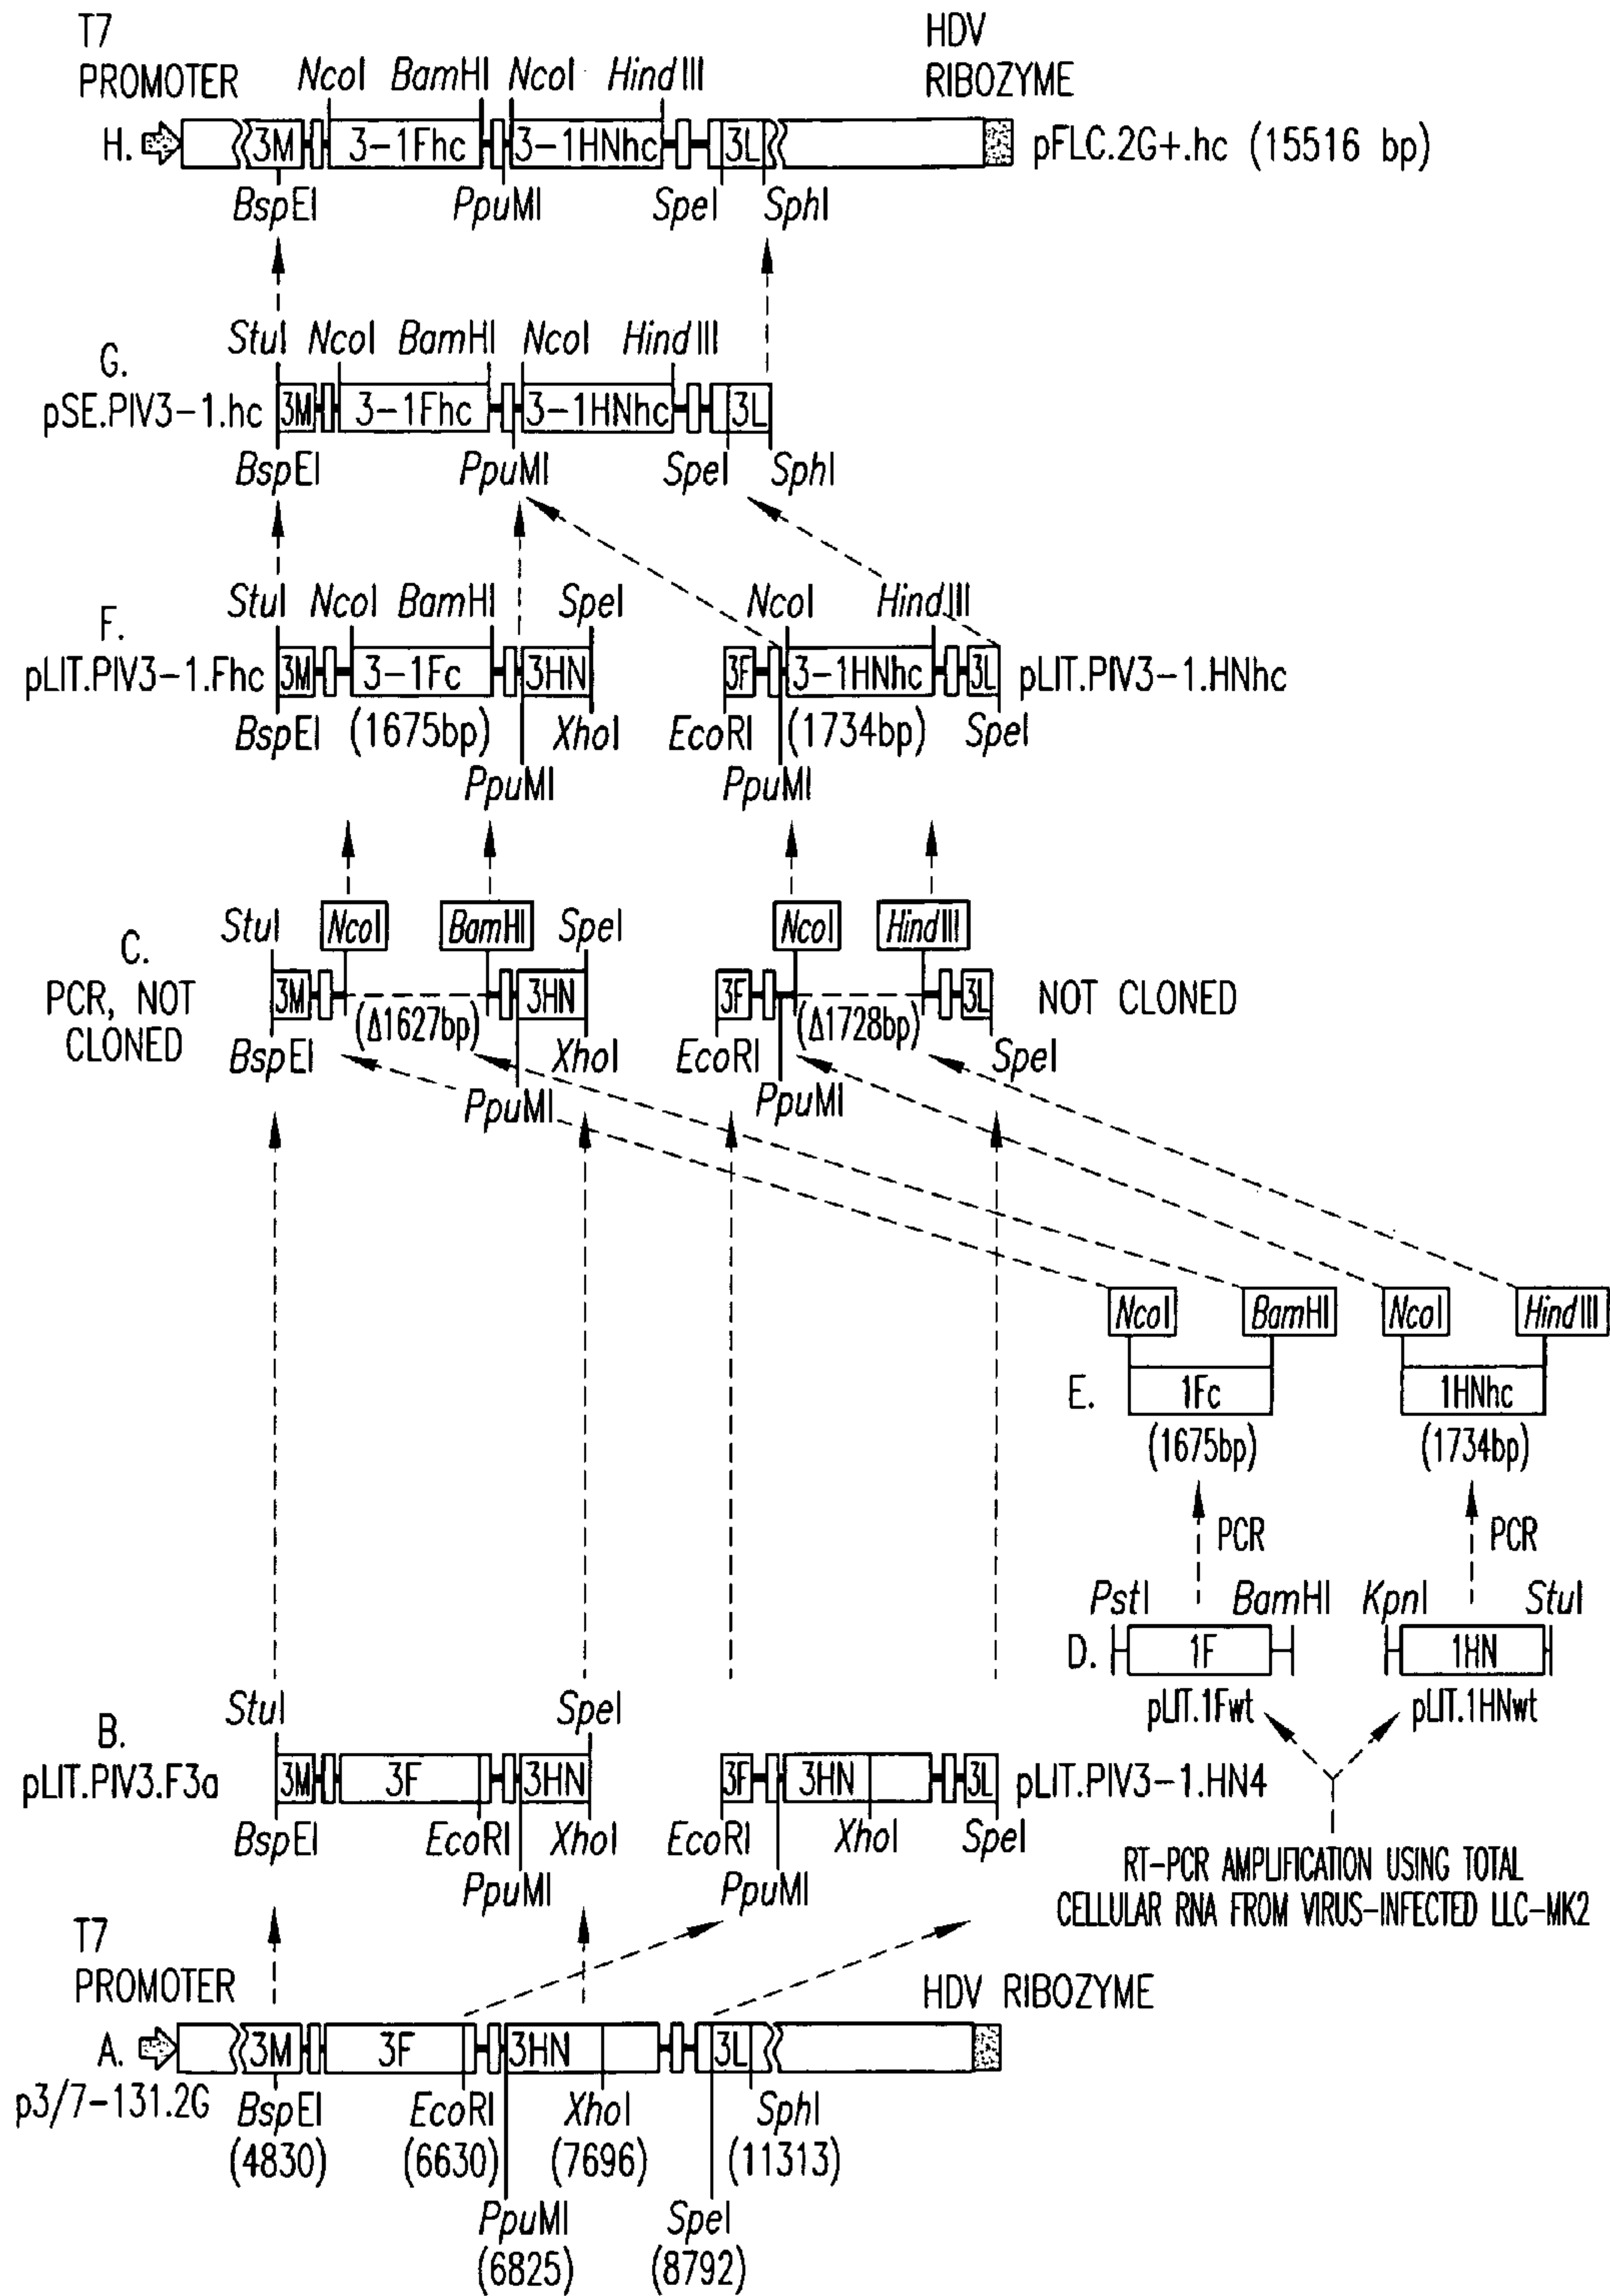 T7
PROMOTER
HDV
RIBOZYME
NcoI BamHI NcoI HindIII
H. 3M 3-1Fhc 3-1HNhc 3L pFLC.2G+.hc (15516 bp)
BspEI PpuMI SpeI SphI
StuI NcoI BamHI NcoI HindIII
G.
pSE.PIV3-1.hc 3M 3-1Fhc 3-1HNhc 3L
BspEI PpuMI SpeI SphI
StuI NcoI BamHI SpeI NcoI HindIII
F.
pLIT.PIV3-1.Fhc 3M 3-1Fc 3HN 3F 3-1HNhc 3L pLIT.PIV3-1.HNhc
BspEI (1675bp) XhoI EcoRI (1734bp) SpeI
PpuMI PpuMI
StuI NcoI BamHI SpeI NcoI HindIII
C.
PCR, NOT
CLONED
3M 3HN 3F 3L NOT CLONED
(Δ1627bp) (Δ1728bp)
BspEI XhoI EcoRI SpeI
PpuMI PpuMI
NcoI BamHI NcoI HindIII
E. 1Fc 1HNhc
(1675bp) (1734bp)
PCR PCR
PstI BamHI KpnI StuI
D. 1F 1HN
pLIT.1Fwt pLIT.1HNwt
RT-PCR AMPLIFICATION USING TOTAL
CELLULAR RNA FROM VIRUS-INFECTED LLC-MK2
StuI SpeI
B.
pLIT.PIV3.F3a 3M 3F 3HN 3F 3HN 3L pLIT.PIV3-1.HN4
BspEI EcoRI XhoI EcoRI XhoI SpeI
PpuMI PpuMI
T7
PROMOTER
HDV RIBOZYME
A. 3M 3F 3HN 3L
p3/7-131.2G BspEI EcoRI XhoI SphI
(4830) (6630) (7696) (11313)
PpuMI SpeI
(6825) (8792)